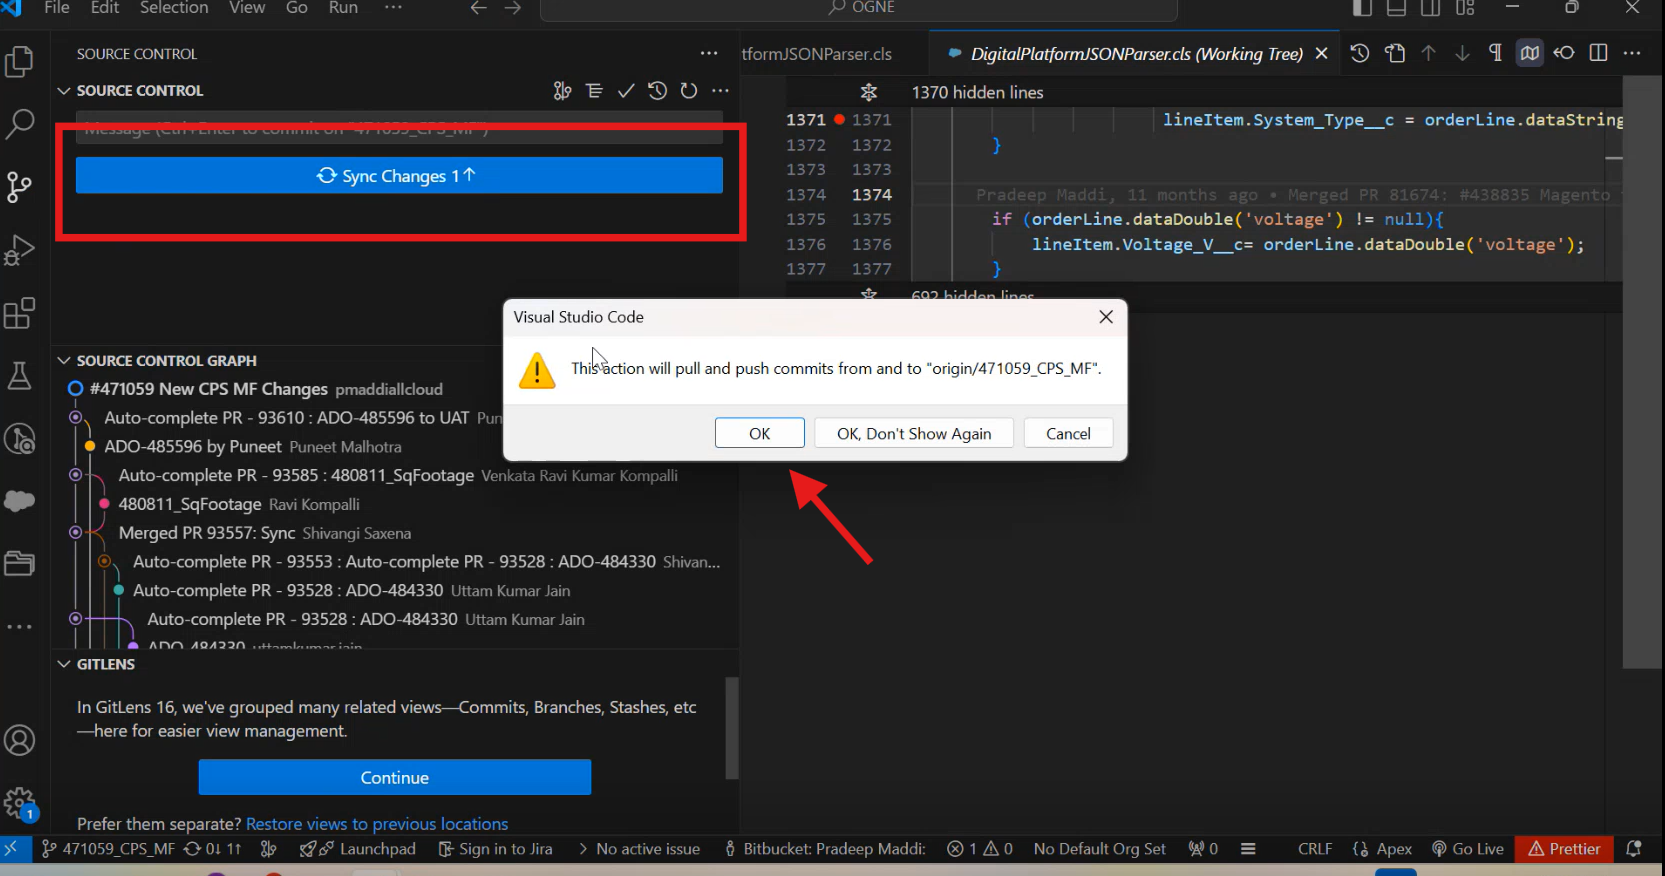 File Edit Selection View Go Run ··· OGNE
SOURCE CONTROL
SOURCE CONTROL
Message (Ctrl+Enter to commit on "471059_CPS_MF")
Sync Changes 1↑
SOURCE CONTROL GRAPH
#471059 New CPS MF Changes pmaddiallcloud
Auto-complete PR - 93610 : ADO-485596 to UAT Pun
ADO-485596 by Puneet Puneet Malhotra
Auto-complete PR - 93585 : 480811_SqFootage Venkata Ravi Kumar Kompalli
480811_SqFootage Ravi Kompalli
Merged PR 93557: Sync Shivangi Saxena
Auto-complete PR - 93553 : Auto-complete PR - 93528 : ADO-484330 Shivan...
Auto-complete PR - 93528 : ADO-484330 Uttam Kumar Jain
Auto-complete PR - 93528 : ADO-484330 Uttam Kumar Jain
ADO-484330 uttamkumar.jain
GITLENS
In GitLens 16, we've grouped many related views—Commits, Branches, Stashes, etc
—here for easier view management.
Continue
Prefer them separate? Restore views to previous locations
tformJSONParser.cls DigitalPlatformJSONParser.cls (Working Tree)
1370 hidden lines
1371 1371 lineItem.System_Type__c = orderLine.dataString
1372 1372 }
1373 1373
1374 1374 Pradeep Maddi, 11 months ago • Merged PR 81674: #438835 Magento
1375 1375 if (orderLine.dataDouble('voltage') != null){
1376 1376 lineItem.Voltage_V__c= orderLine.dataDouble('voltage');
1377 1377 }
692 hidden lines
Visual Studio Code
This action will pull and push commits from and to "origin/471059_CPS_MF".
OK OK, Don't Show Again Cancel
1
471059_CPS_MF 0↓ 1↑ Launchpad Sign in to Jira > No active issue Bitbucket: Pradeep Maddi: 1 0 No Default Org Set 0 CRLF {} Apex Go Live Prettier